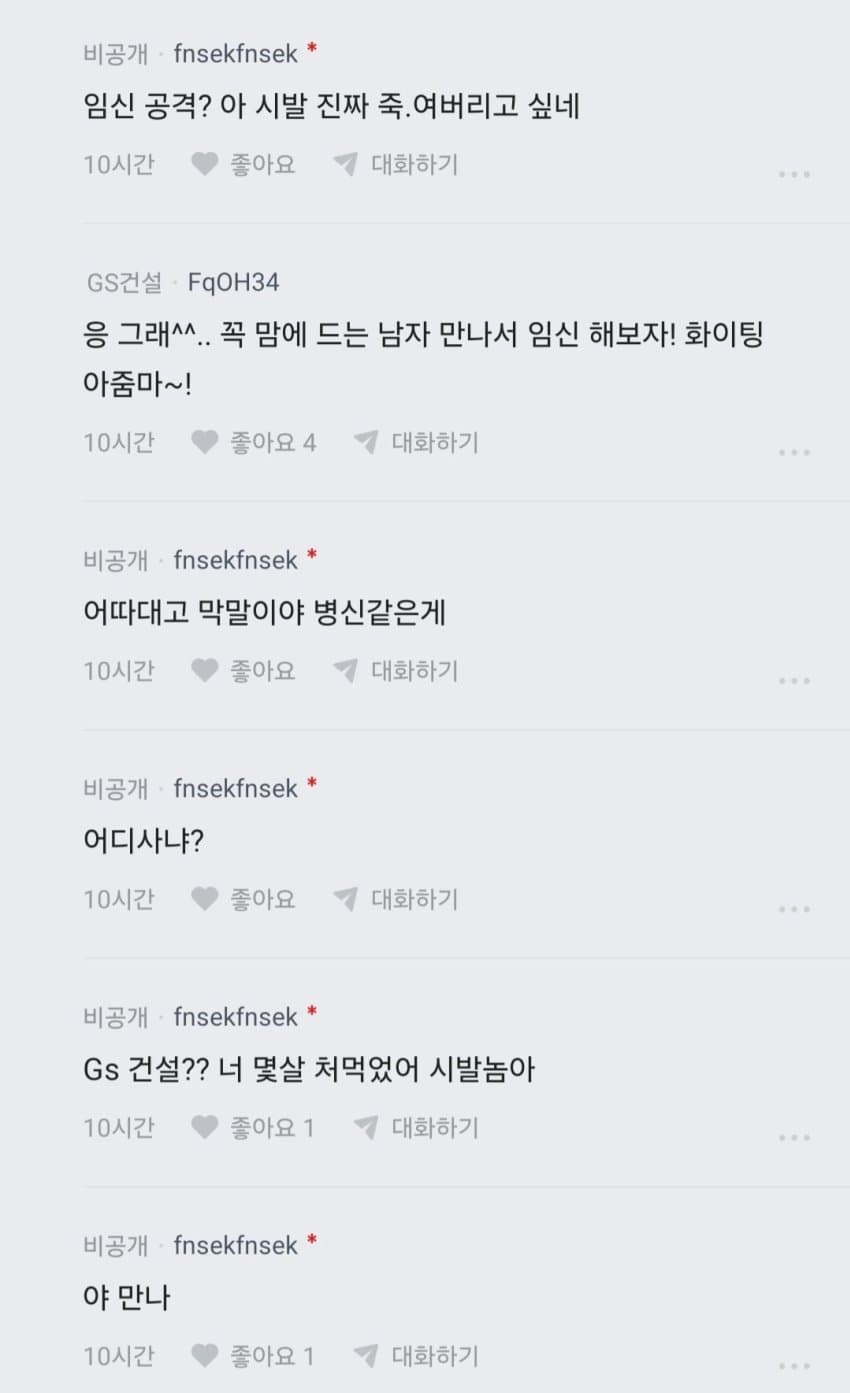 비공개 · fnsekfnsek *
임신 공격? 아 시발 진짜 죽.여버리고 싶네
10시간 좋아요 대화하기
GS건설 · FqOH34
응 그래^^.. 꼭 맘에 드는 남자 만나서 임신 해보자! 화이팅
아줌마~!
10시간 좋아요 4 대화하기
비공개 · fnsekfnsek *
어따대고 막말이야 병신같은게
10시간 좋아요 대화하기
비공개 · fnsekfnsek *
어디사냐?
10시간 좋아요 대화하기
비공개 · fnsekfnsek *
Gs 건설?? 너 몇살 처먹었어 시발놈아
10시간 좋아요 1 대화하기
비공개 · fnsekfnsek *
야 만나
10시간 좋아요 1 대화하기